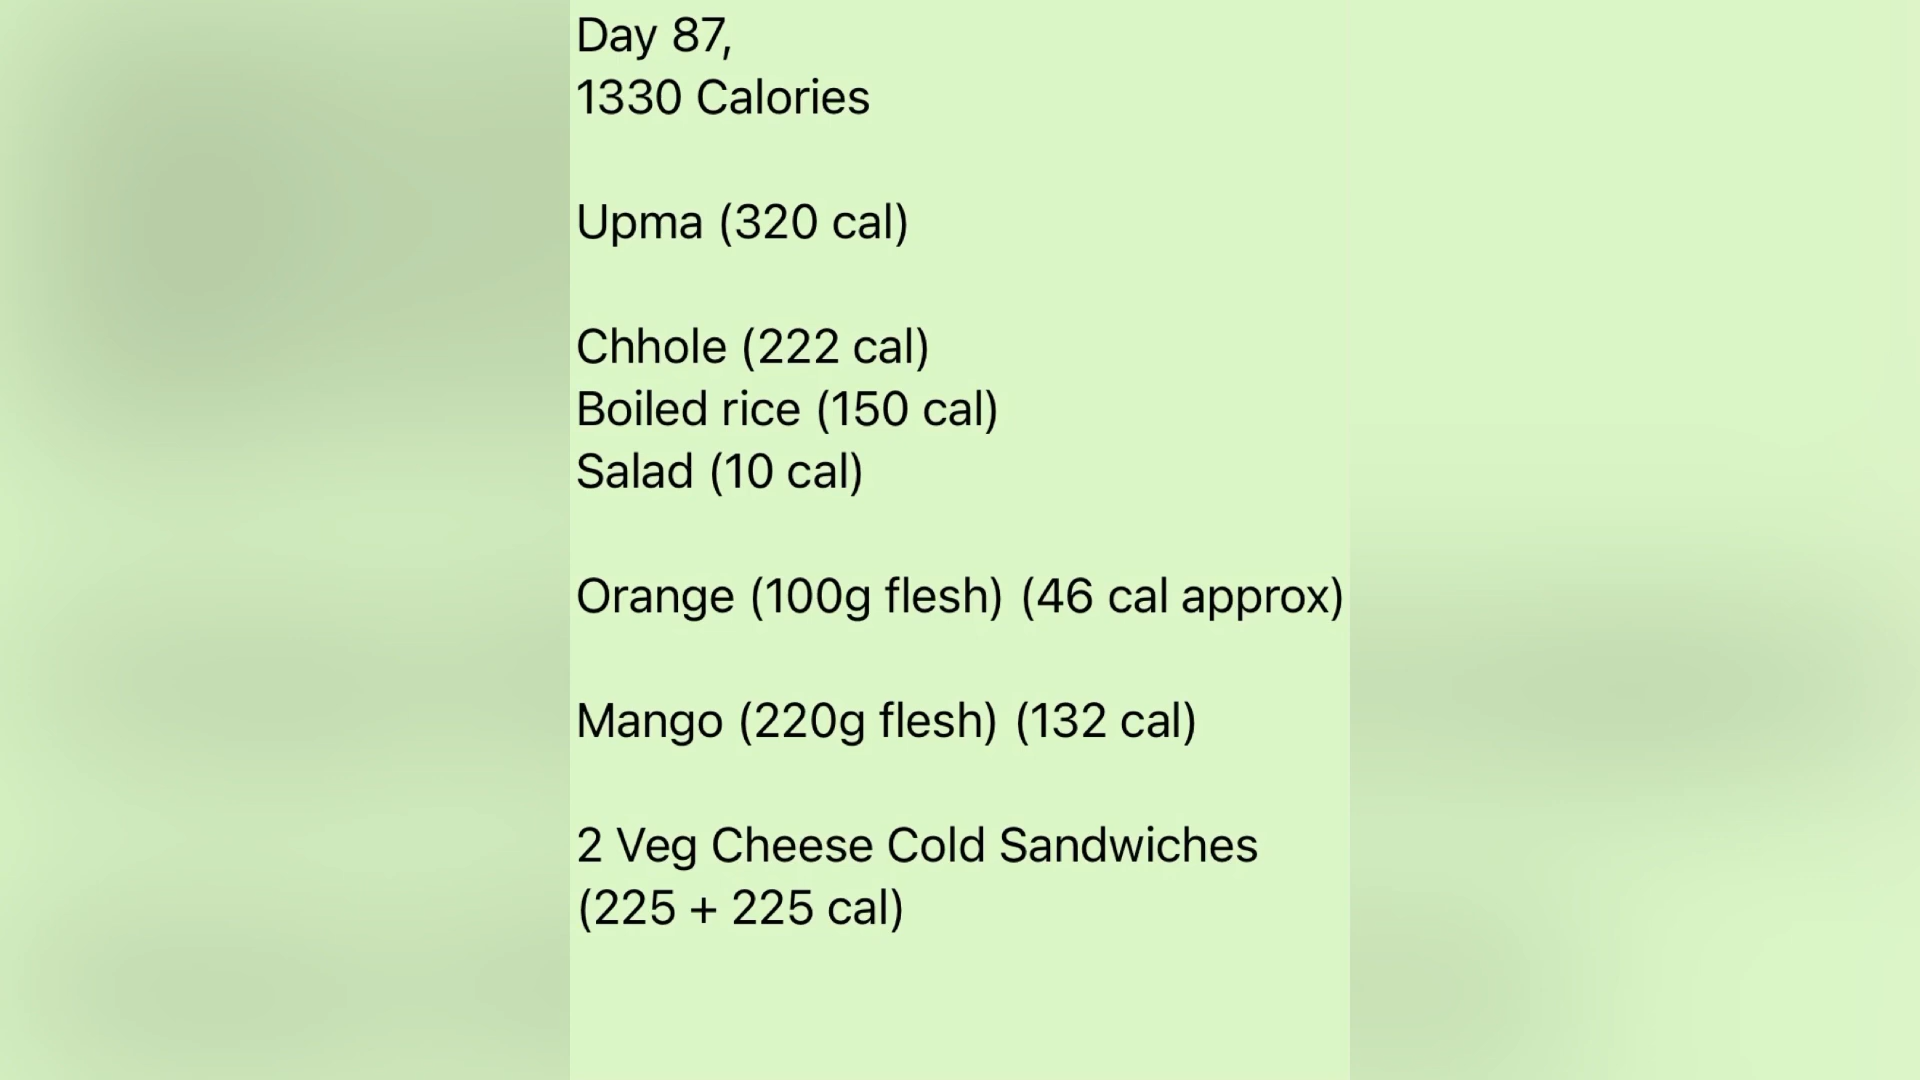 Day 87,
1330 Calories
Upma (320 cal)
Chhole (222 cal)
Boiled rice (150 cal)
Salad (10 cal)
Orange (100g flesh) (46 cal approx)
Mango (220g flesh) (132 cal)
2 Veg Cheese Cold Sandwiches
(225 + 225 cal)